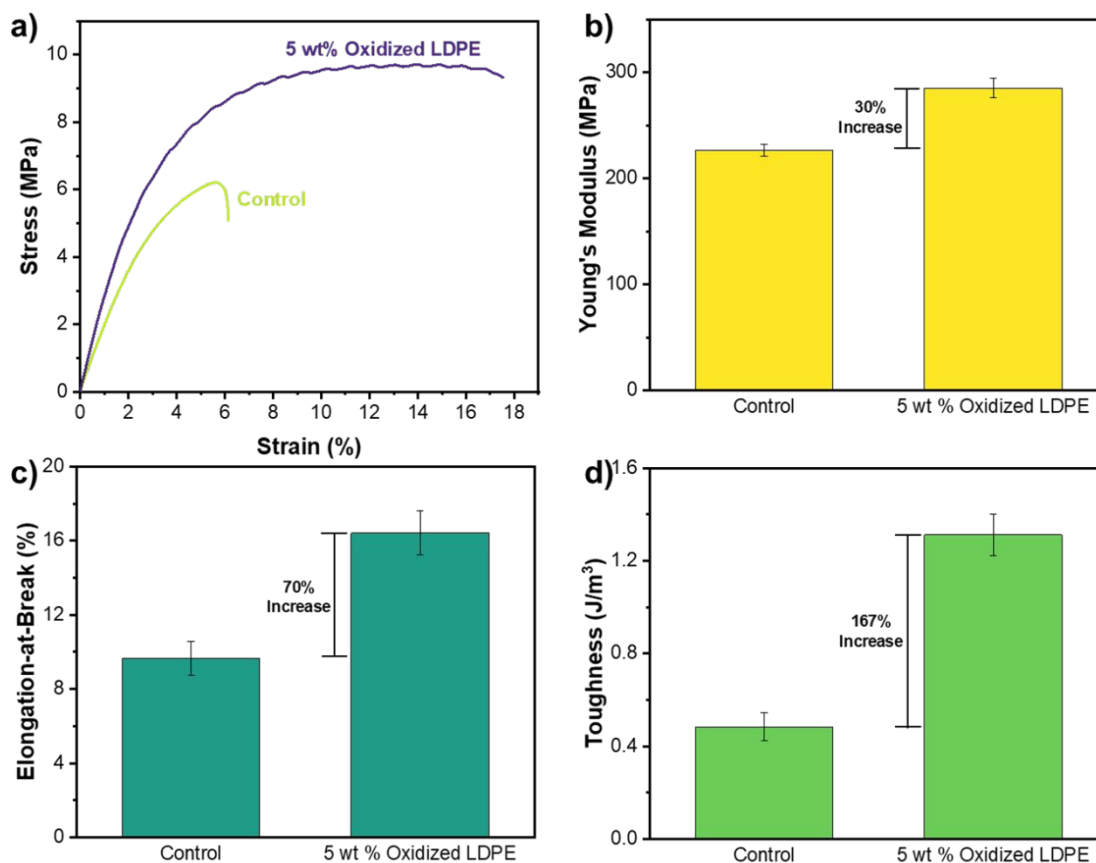 a)
5 wt% Oxidized LDPE
Control
Stress (MPa)
10
8
6
4
2
0
0 2 4 6 8 10 12 14 16 18
Strain (%)
b)
Young's Modulus (MPa)
300
200
100
0
30%
Increase
Control
5 wt % Oxidized LDPE
c)
Elongation-at-Break (%)
20
16
12
8
4
0
70%
Increase
Control
5 wt % Oxidized LDPE
d)
Toughness (J/m³)
1.6
1.2
0.8
0.4
0.0
167%
Increase
Control
5 wt % Oxidized LDPE